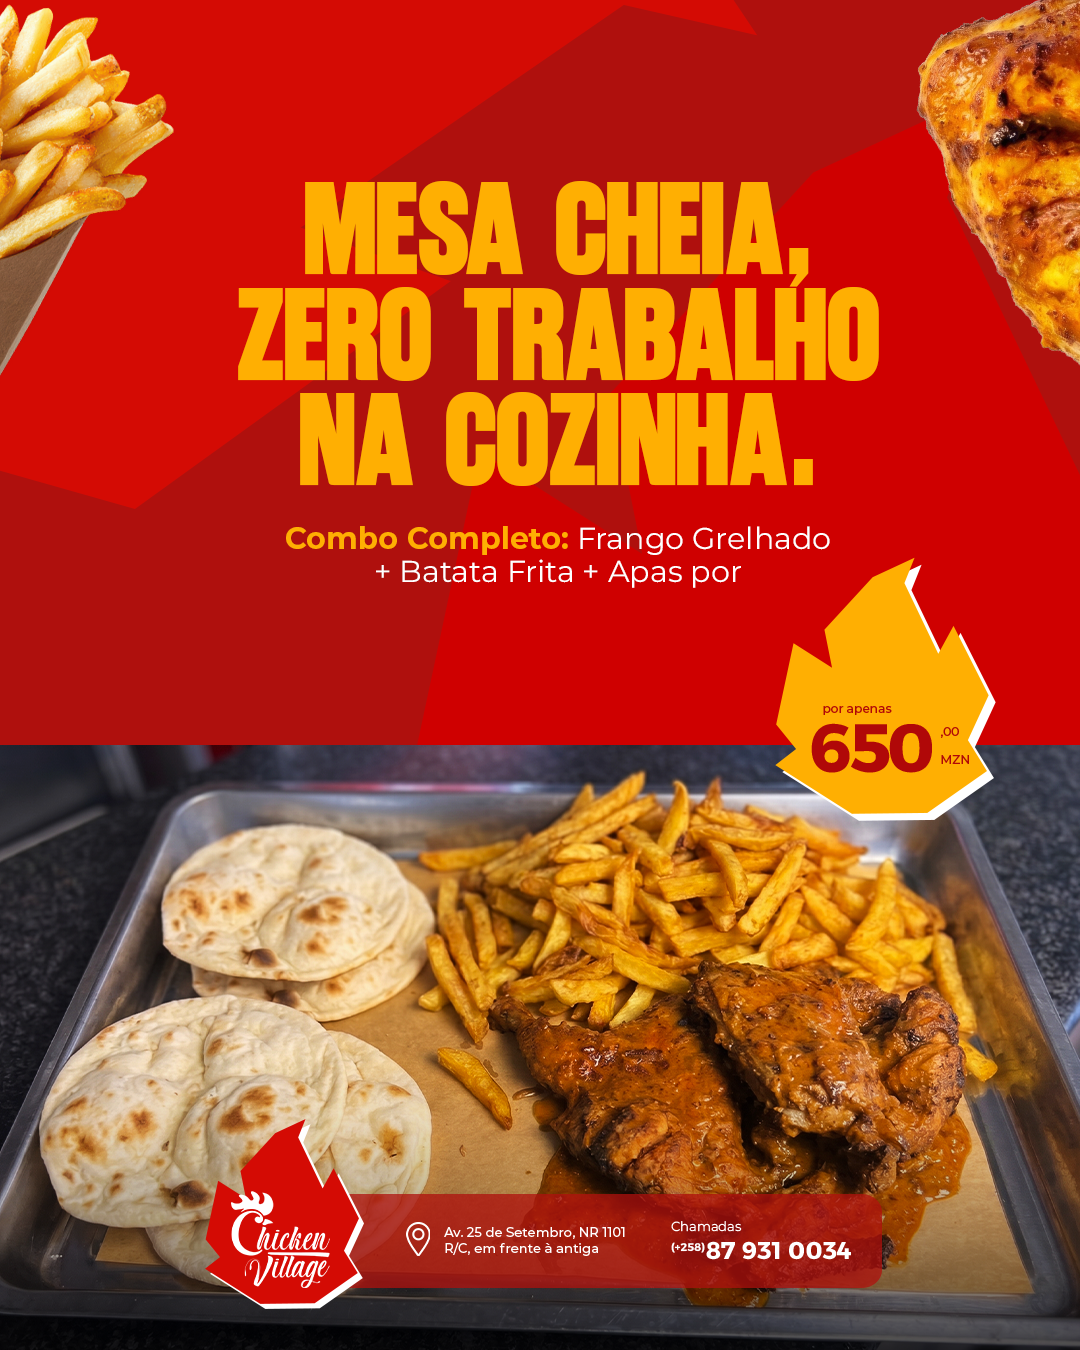 MESA CHEIA,
ZERO TRABALHO
NA COZINHA.
Combo Completo: Frango Grelhado
+ Batata Frita + Apas por
por apenas
650 ,00
MZN
Chicken
Village
Av. 25 de Setembro, NR 1101
R/C, em frente à antiga
Chamadas
(+258) 87 931 0034